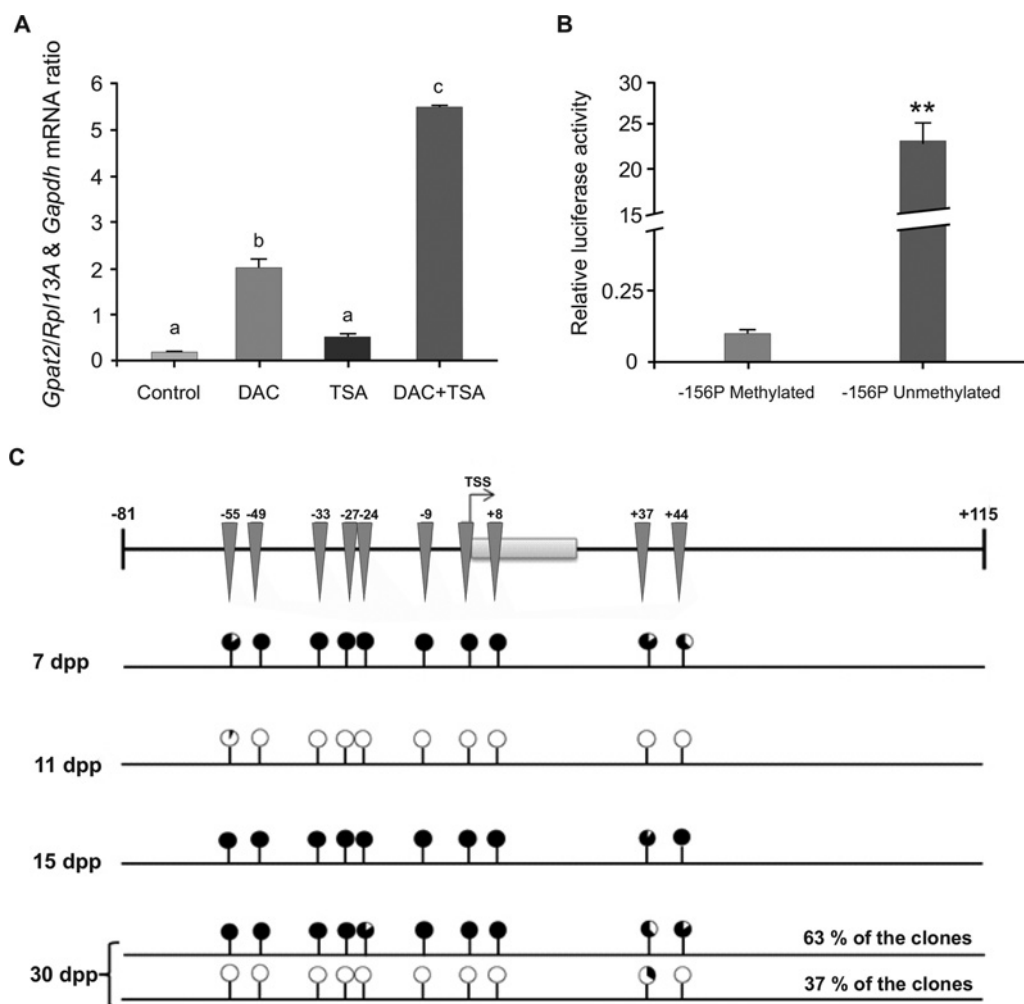 A
Gpat2/Rpl13A & Gapdh mRNA ratio
6
5
4
3
2
1
0
a
b
a
c
Control DAC TSA DAC+TSA
B
Relative luciferase activity
30
25
20
15
0.25
0
**
-156P Methylated -156P Unmethylated
C
TSS
-81 -55 -49 -33 -27 -24 -9 +8 +37 +44 +115
7 dpp
11 dpp
15 dpp
63 % of the clones
30 dpp
37 % of the clones